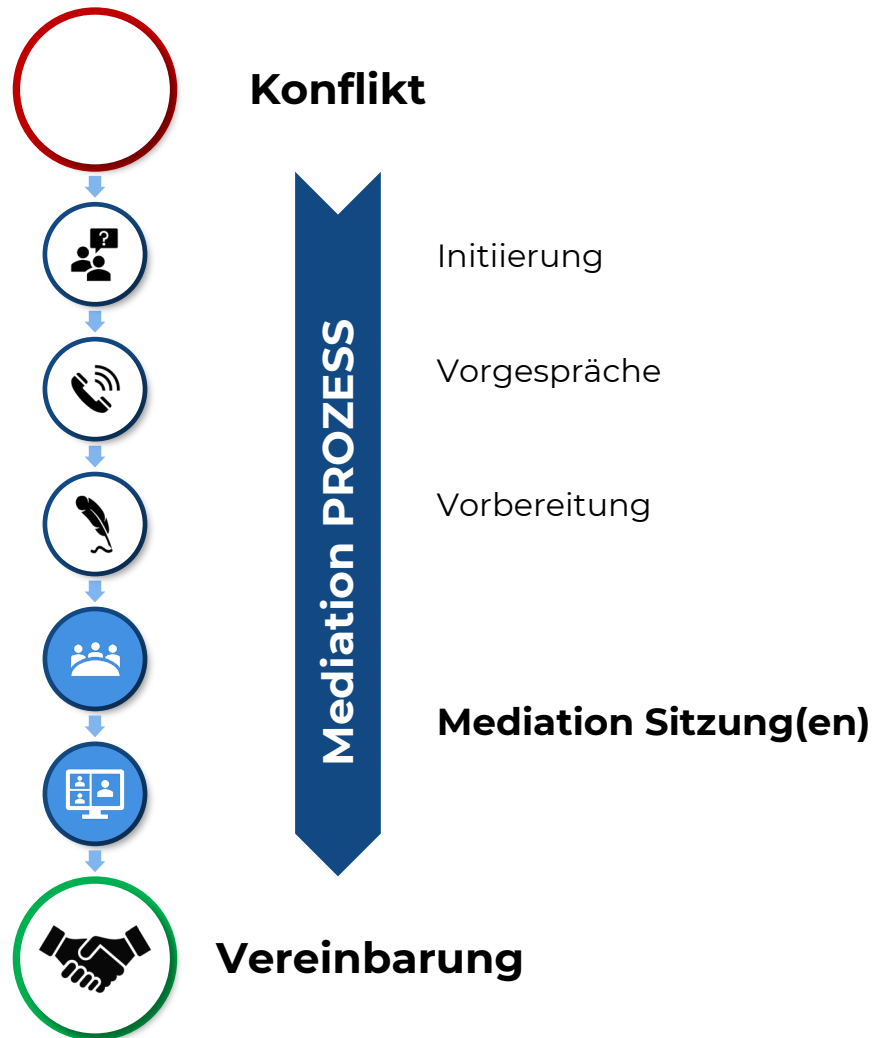 Konflikt
?
Initiierung
Vorgespräche
Mediation PROZESS
Vorbereitung
Mediation Sitzung(en)
Vereinbarung